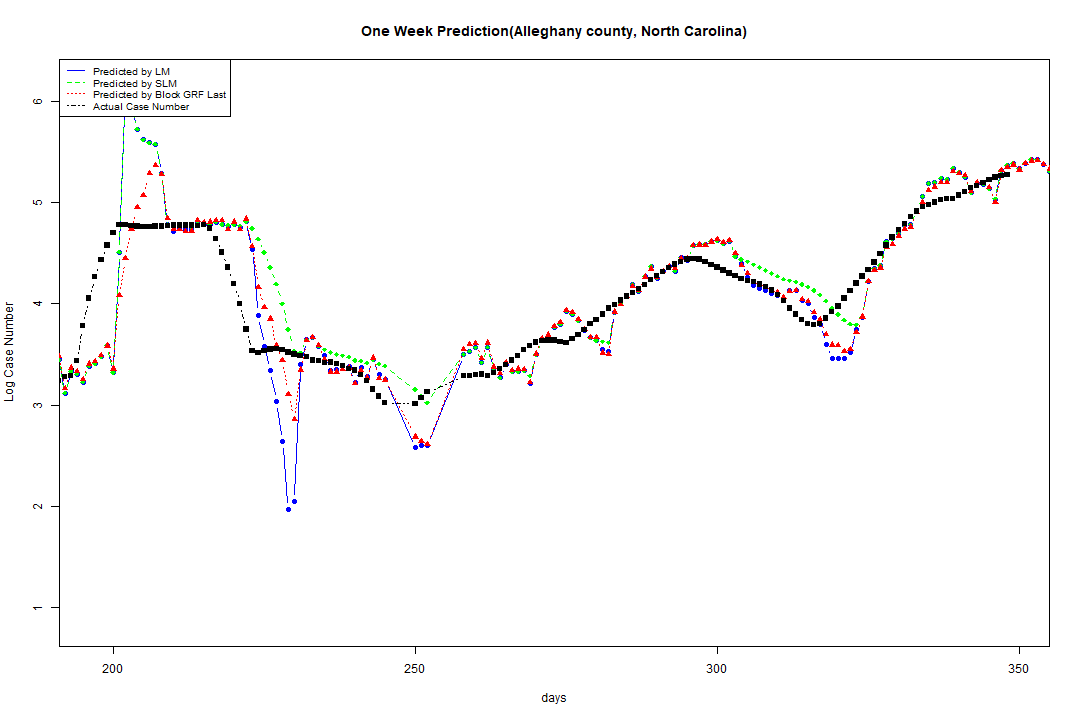 One Week Prediction(Alleghany county, North Carolina)
Predicted by LM
Predicted by SLM
Predicted by Block GRF Last
Actual Case Number
6
5
4
3
2
1
Log Case Number
200 250 300 350
days